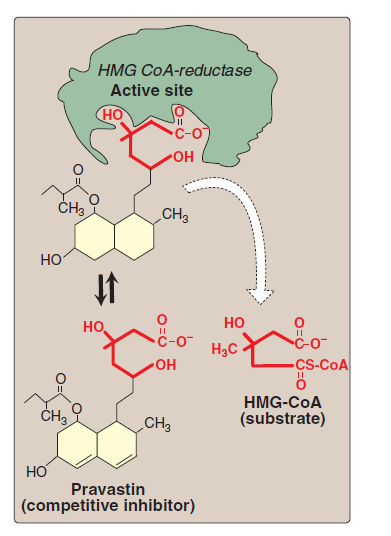 HMG CoA-reductase
Active site
HO
O
C-O-
OH
O
O
CH3
CH3
HO
HO
O
C-O-
OH
O
O
CH3
CH3
HO
Pravastin
(competitive inhibitor)
HO
O
C-O-
H3C
CS-CoA
O
HMG-CoA
(substrate)